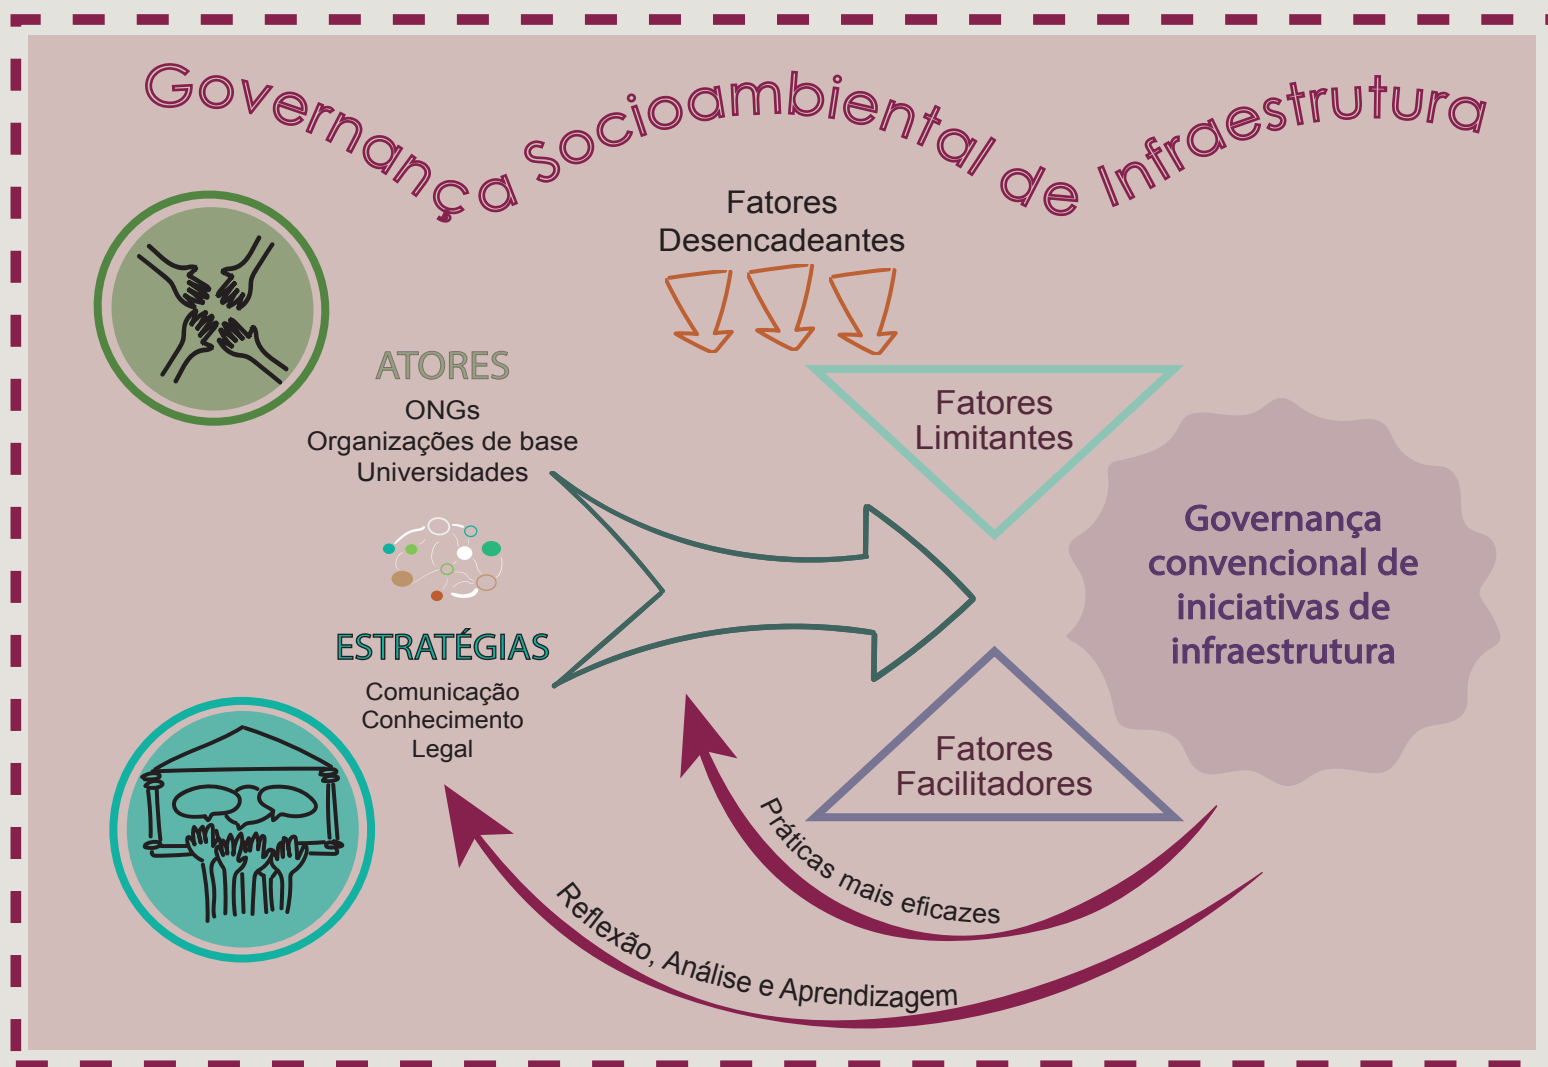 Governança Socioambiental de Infraestrutura
Fatores
Desencadeantes
ATORES
ONGs
Organizações de base
Universidades
ESTRATÉGIAS
Comunicação
Conhecimento
Legal
Fatores
Limitantes
Governança
convencional de
iniciativas de
infraestrutura
Fatores
Facilitadores
Práticas mais eficazes
Reflexão, Análise e Aprendizagem